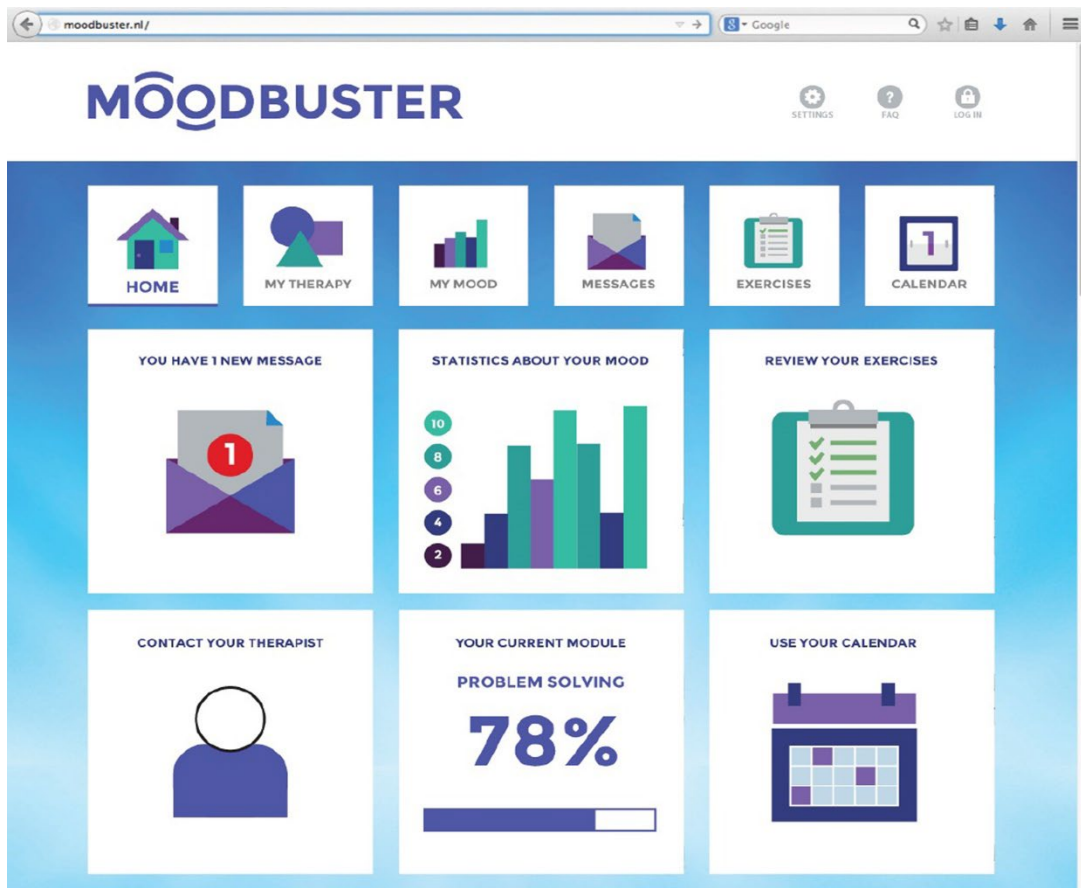 moodbuster.nl/
8 Google
MOODBUSTER
SETTINGS
FAQ
LOG IN
HOME
MY THERAPY
MY MOOD
MESSAGES
EXERCISES
1
CALENDAR
YOU HAVE 1 NEW MESSAGE
1
STATISTICS ABOUT YOUR MOOD
10
8
6
4
2
REVIEW YOUR EXERCISES
CONTACT YOUR THERAPIST
YOUR CURRENT MODULE
PROBLEM SOLVING
78%
USE YOUR CALENDAR